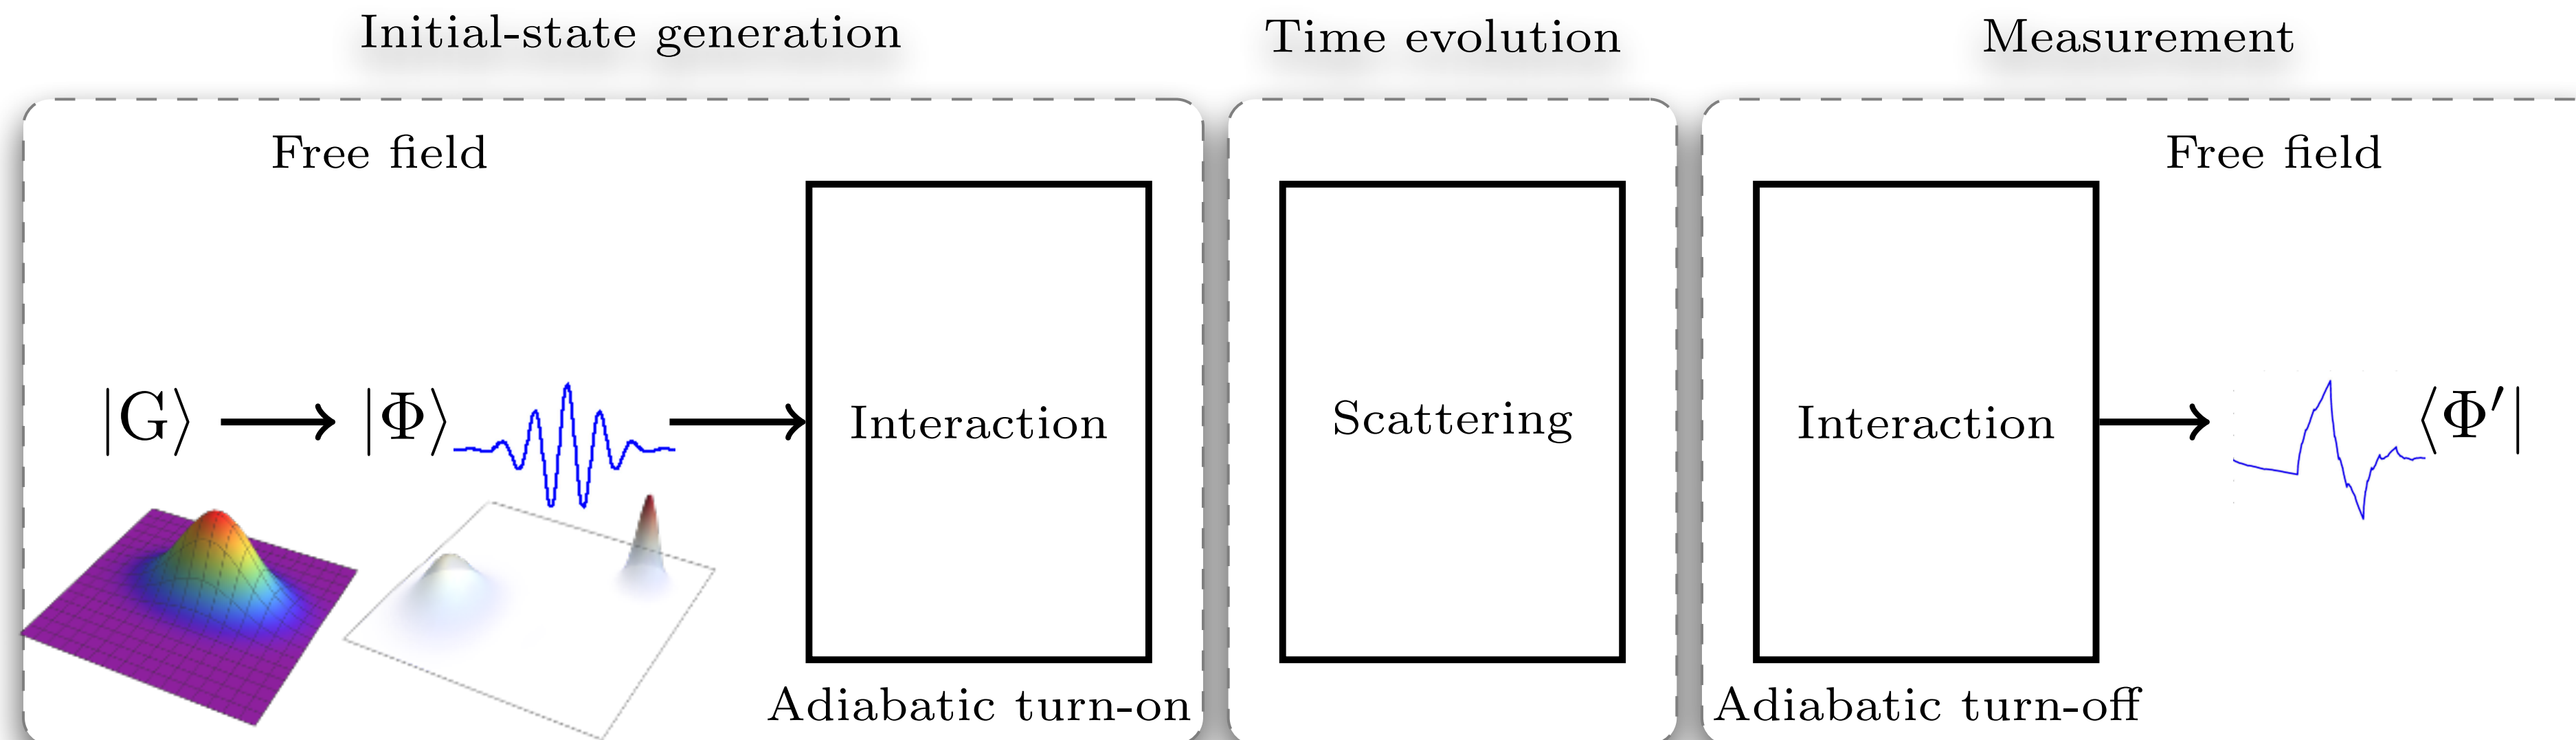 Initial-state generation
Time evolution
Measurement
Free field
Free field
|G⟩
|Φ⟩
Interaction
Scattering
Interaction
⟨Φ′|
Adiabatic turn-on
Adiabatic turn-off